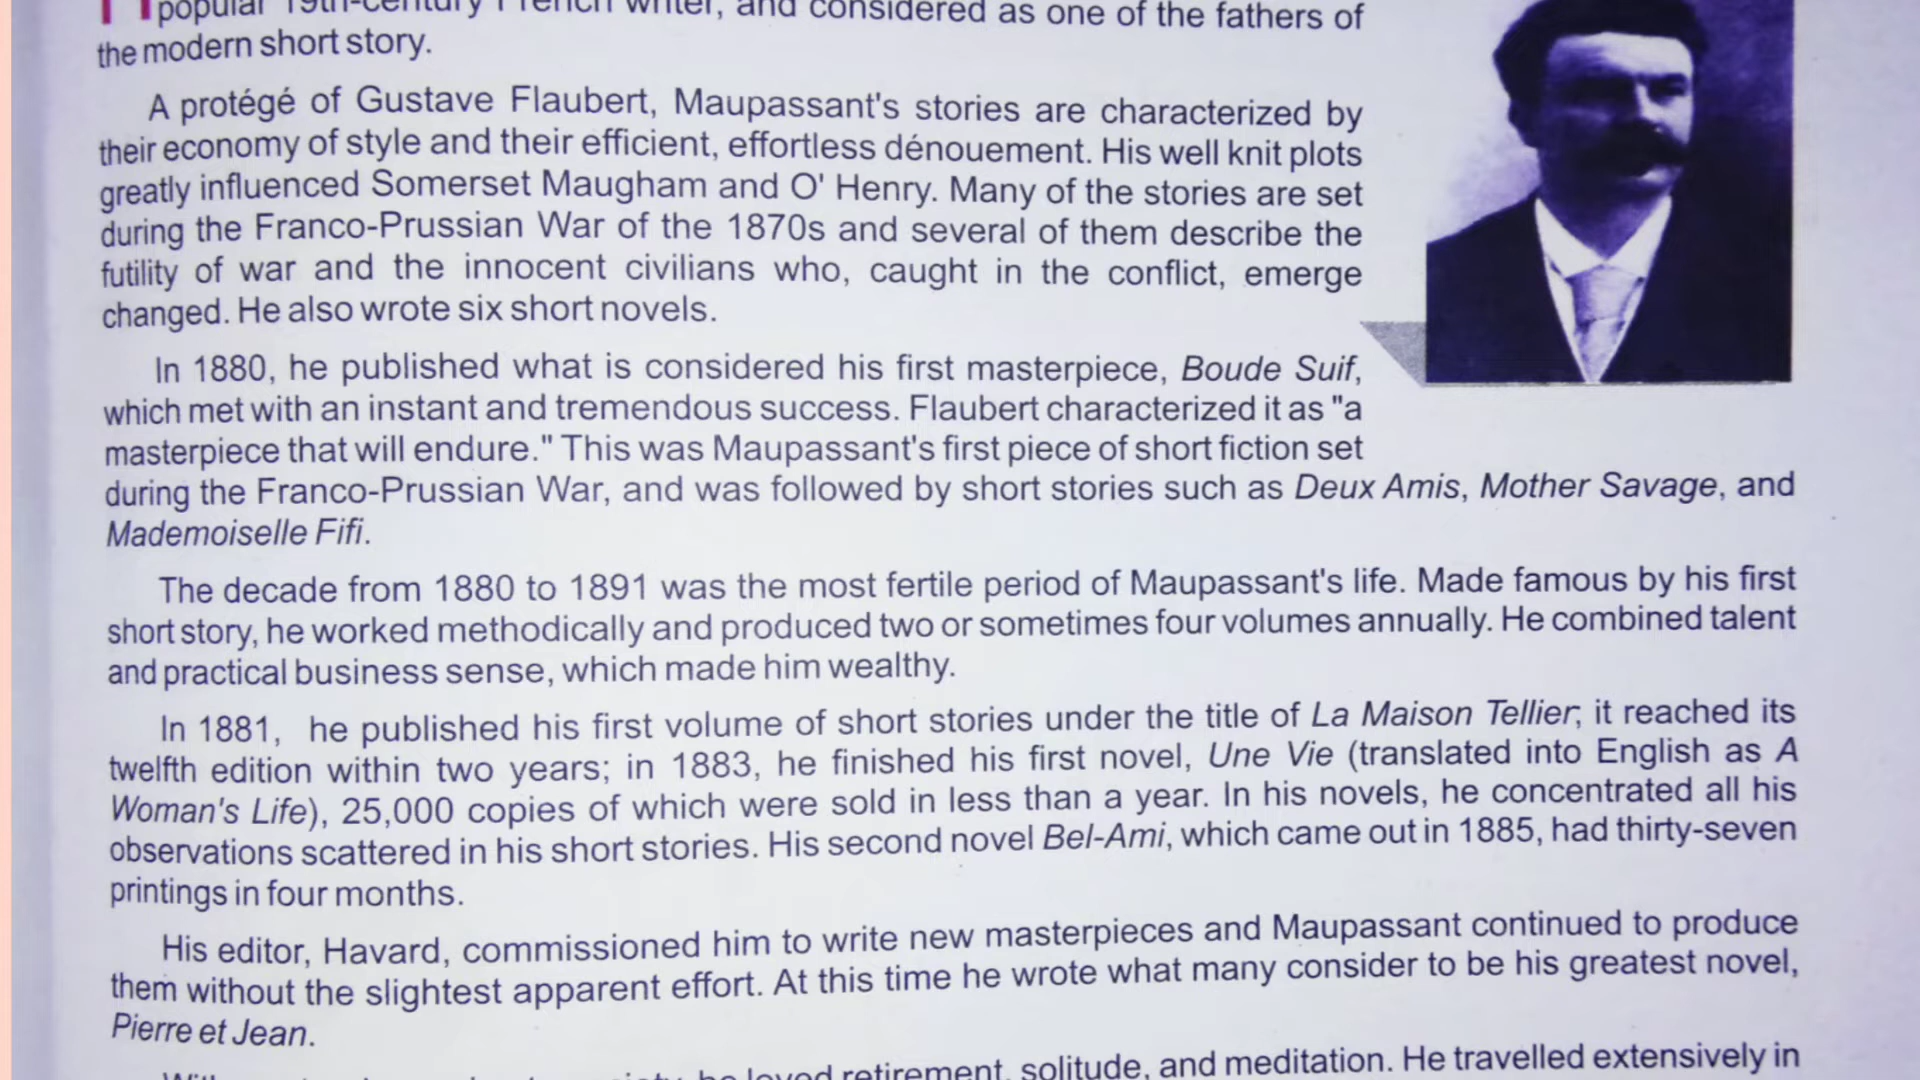 popular 19th-century French writer, and considered as one of the fathers of
the modern short story.
A protégé of Gustave Flaubert, Maupassant's stories are characterized by
their economy of style and their efficient, effortless dénouement. His well knit plots
greatly influenced Somerset Maugham and O' Henry. Many of the stories are set
during the Franco-Prussian War of the 1870s and several of them describe the
futility of war and the innocent civilians who, caught in the conflict, emerge
changed. He also wrote six short novels.
In 1880, he published what is considered his first masterpiece, Boude Suif,
which met with an instant and tremendous success. Flaubert characterized it as "a
masterpiece that will endure." This was Maupassant's first piece of short fiction set
during the Franco-Prussian War, and was followed by short stories such as Deux Amis, Mother Savage, and
Mademoiselle Fifi.
The decade from 1880 to 1891 was the most fertile period of Maupassant's life. Made famous by his first
short story, he worked methodically and produced two or sometimes four volumes annually. He combined talent
and practical business sense, which made him wealthy.
In 1881, he published his first volume of short stories under the title of La Maison Tellier; it reached its
twelfth edition within two years; in 1883, he finished his first novel, Une Vie (translated into English as A
Woman's Life), 25,000 copies of which were sold in less than a year. In his novels, he concentrated all his
observations scattered in his short stories. His second novel Bel-Ami, which came out in 1885, had thirty-seven
printings in four months.
His editor, Havard, commissioned him to write new masterpieces and Maupassant continued to produce
them without the slightest apparent effort. At this time he wrote what many consider to be his greatest novel,
Pierre et Jean.
he loved retirement, solitude, and meditation. He travelled extensively in